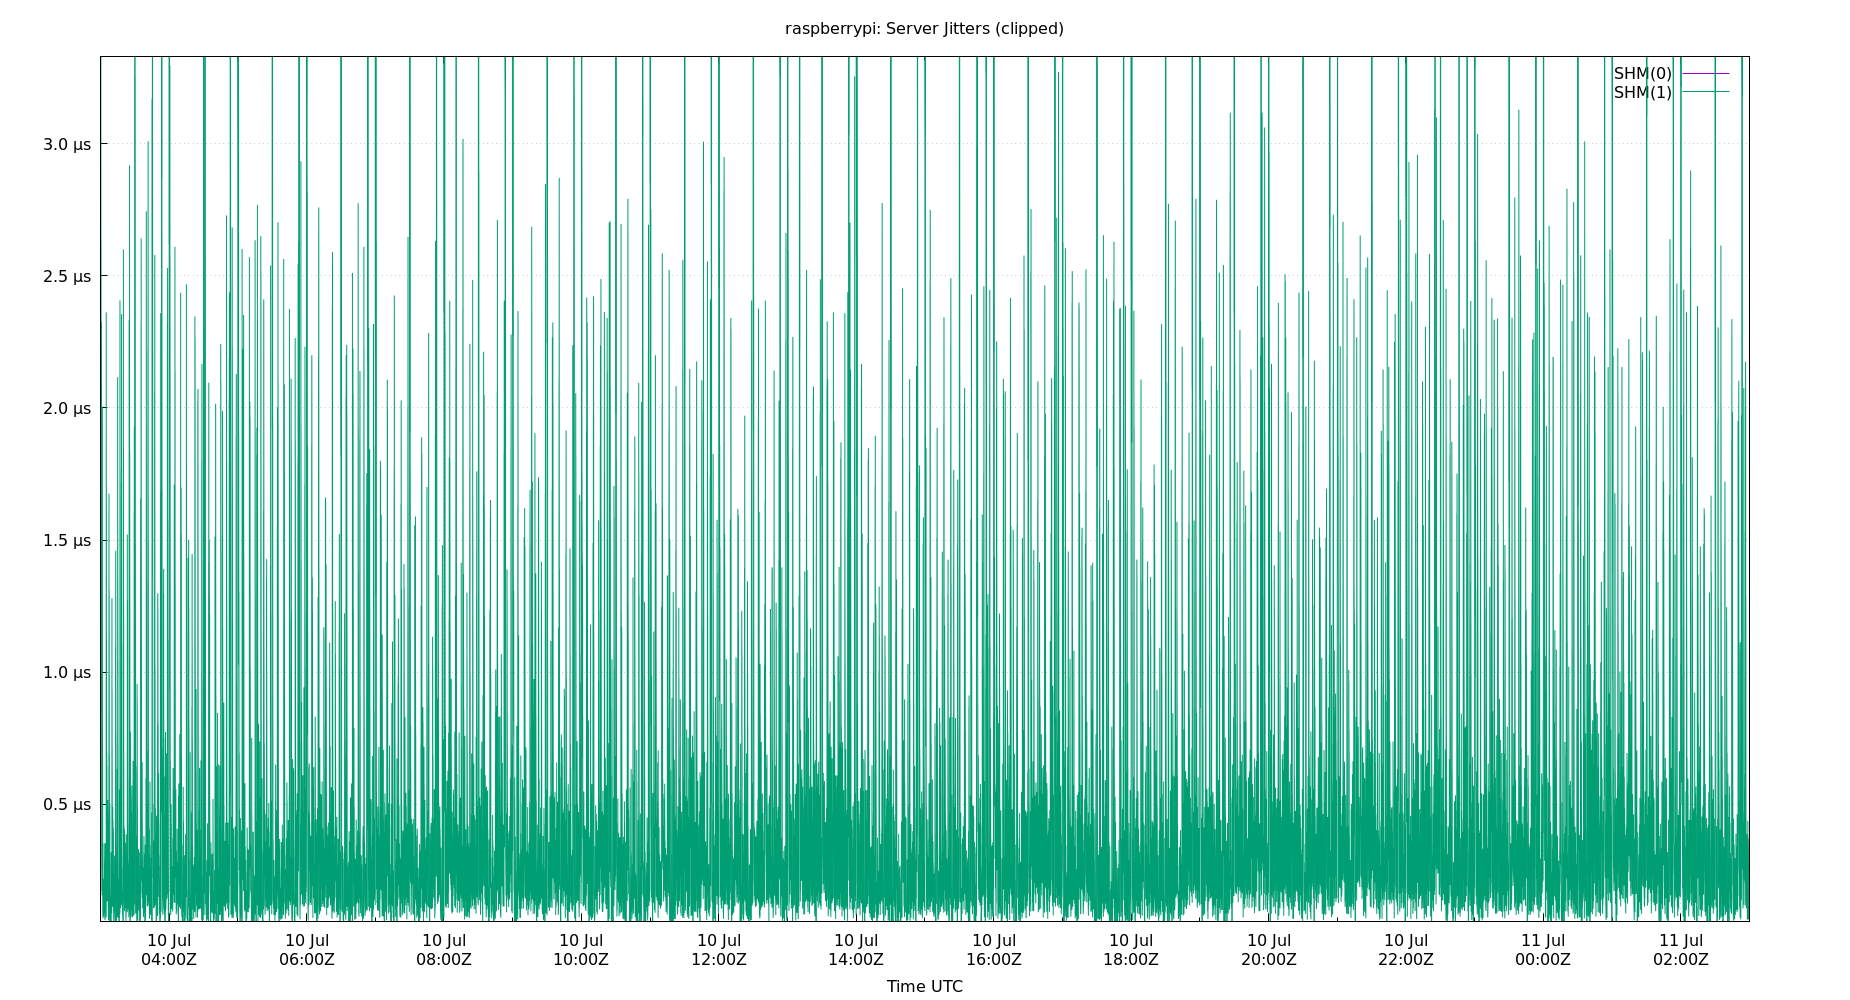 raspberrypi: Server Jitters (clipped)
SHM(0)
SHM(1)
3.0 µs
2.5 µs
2.0 µs
1.5 µs
1.0 µs
0.5 µs
10 Jul 10 Jul 10 Jul 10 Jul 10 Jul 10 Jul 10 Jul 10 Jul 10 Jul 10 Jul 11 Jul 11 Jul
04:00Z 06:00Z 08:00Z 10:00Z 12:00Z 14:00Z 16:00Z 18:00Z 20:00Z 22:00Z 00:00Z 02:00Z
Time UTC